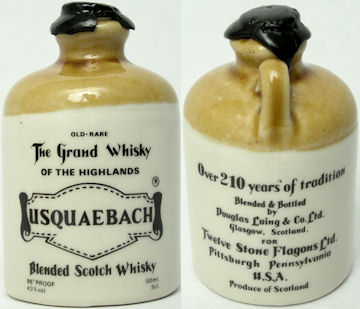 OLD-RARE
The Grand Whisky
OF THE HIGHLANDS
®
USQUAEBACH
Blended Scotch Whisky
86° PROOF 50ml.
43% vol. 5cl.
Over 210 years of tradition
Blended & Bottled
by
Douglas Laing & Co. Ltd.
Glasgow, Scotland.
FOR
Twelve Stone Flagons Ltd.
Pittsburgh Pennsylvania
U.S.A.
Produce of Scotland